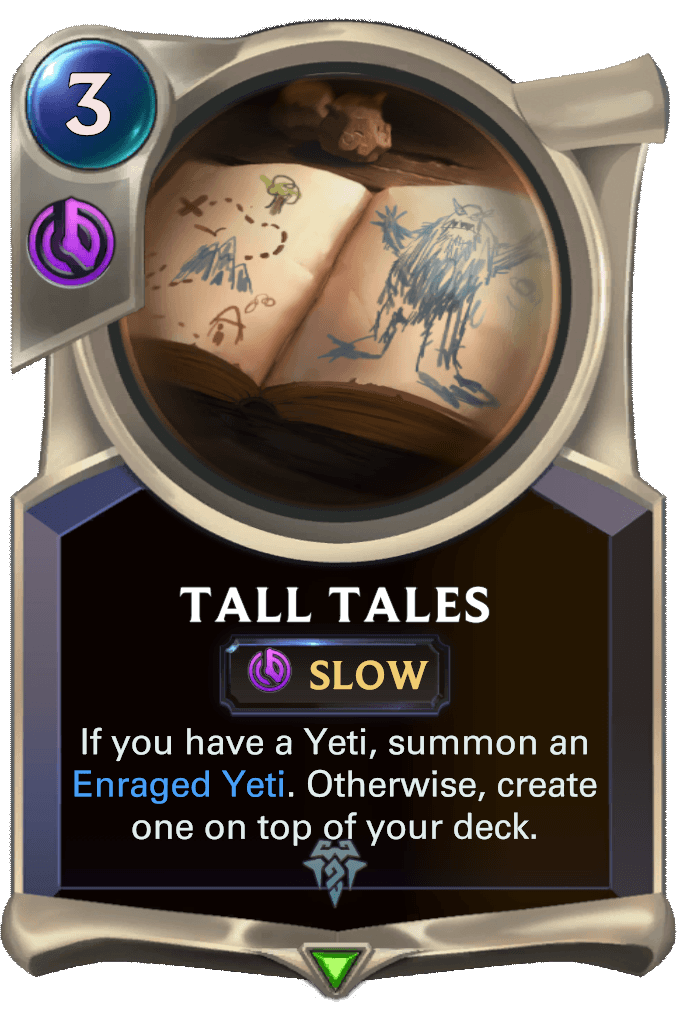 3
TALL TALES
SLOW
If you have a Yeti, summon an
Enraged Yeti. Otherwise, create
one on top of your deck.